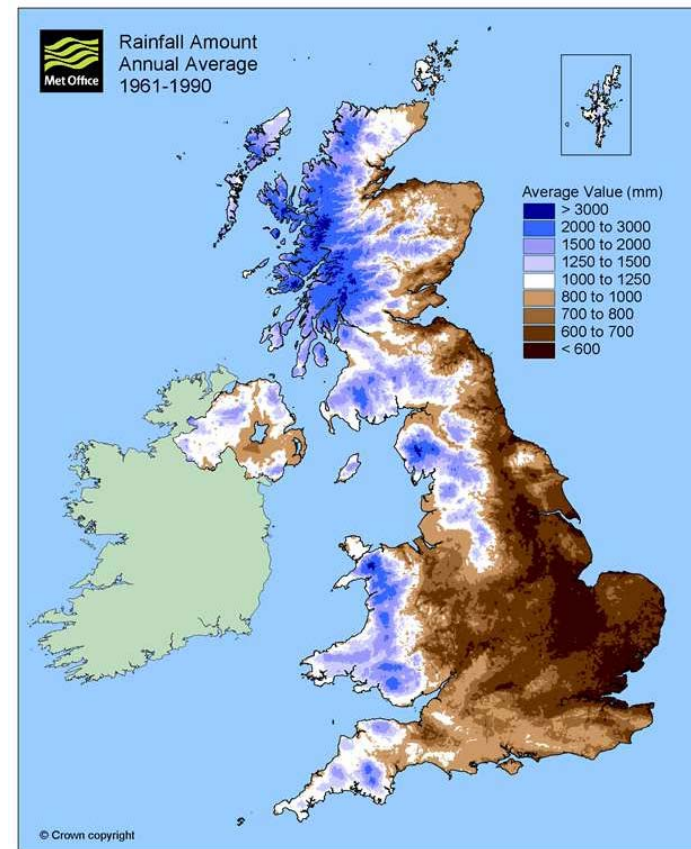 Met Office
Rainfall Amount
Annual Average
1961-1990
Average Value (mm)
> 3000
2000 to 3000
1500 to 2000
1250 to 1500
1000 to 1250
800 to 1000
700 to 800
600 to 700
< 600
© Crown copyright